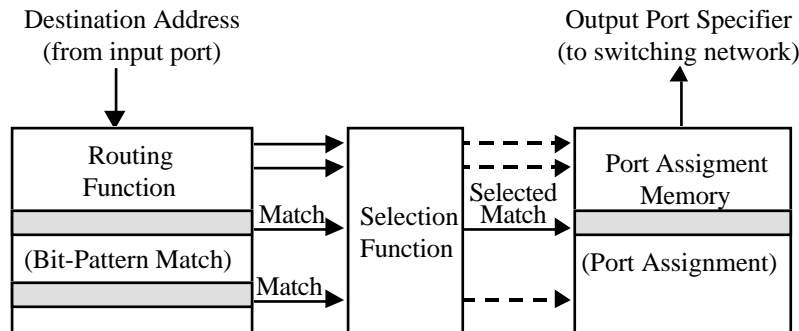 Destination Address
(from input port)
Output Port Specifier
(to switching network)
Routing
Function
Match
(Bit-Pattern Match)
Match
Selection
Function
Selected
Match
Port Assigment
Memory
(Port Assignment)